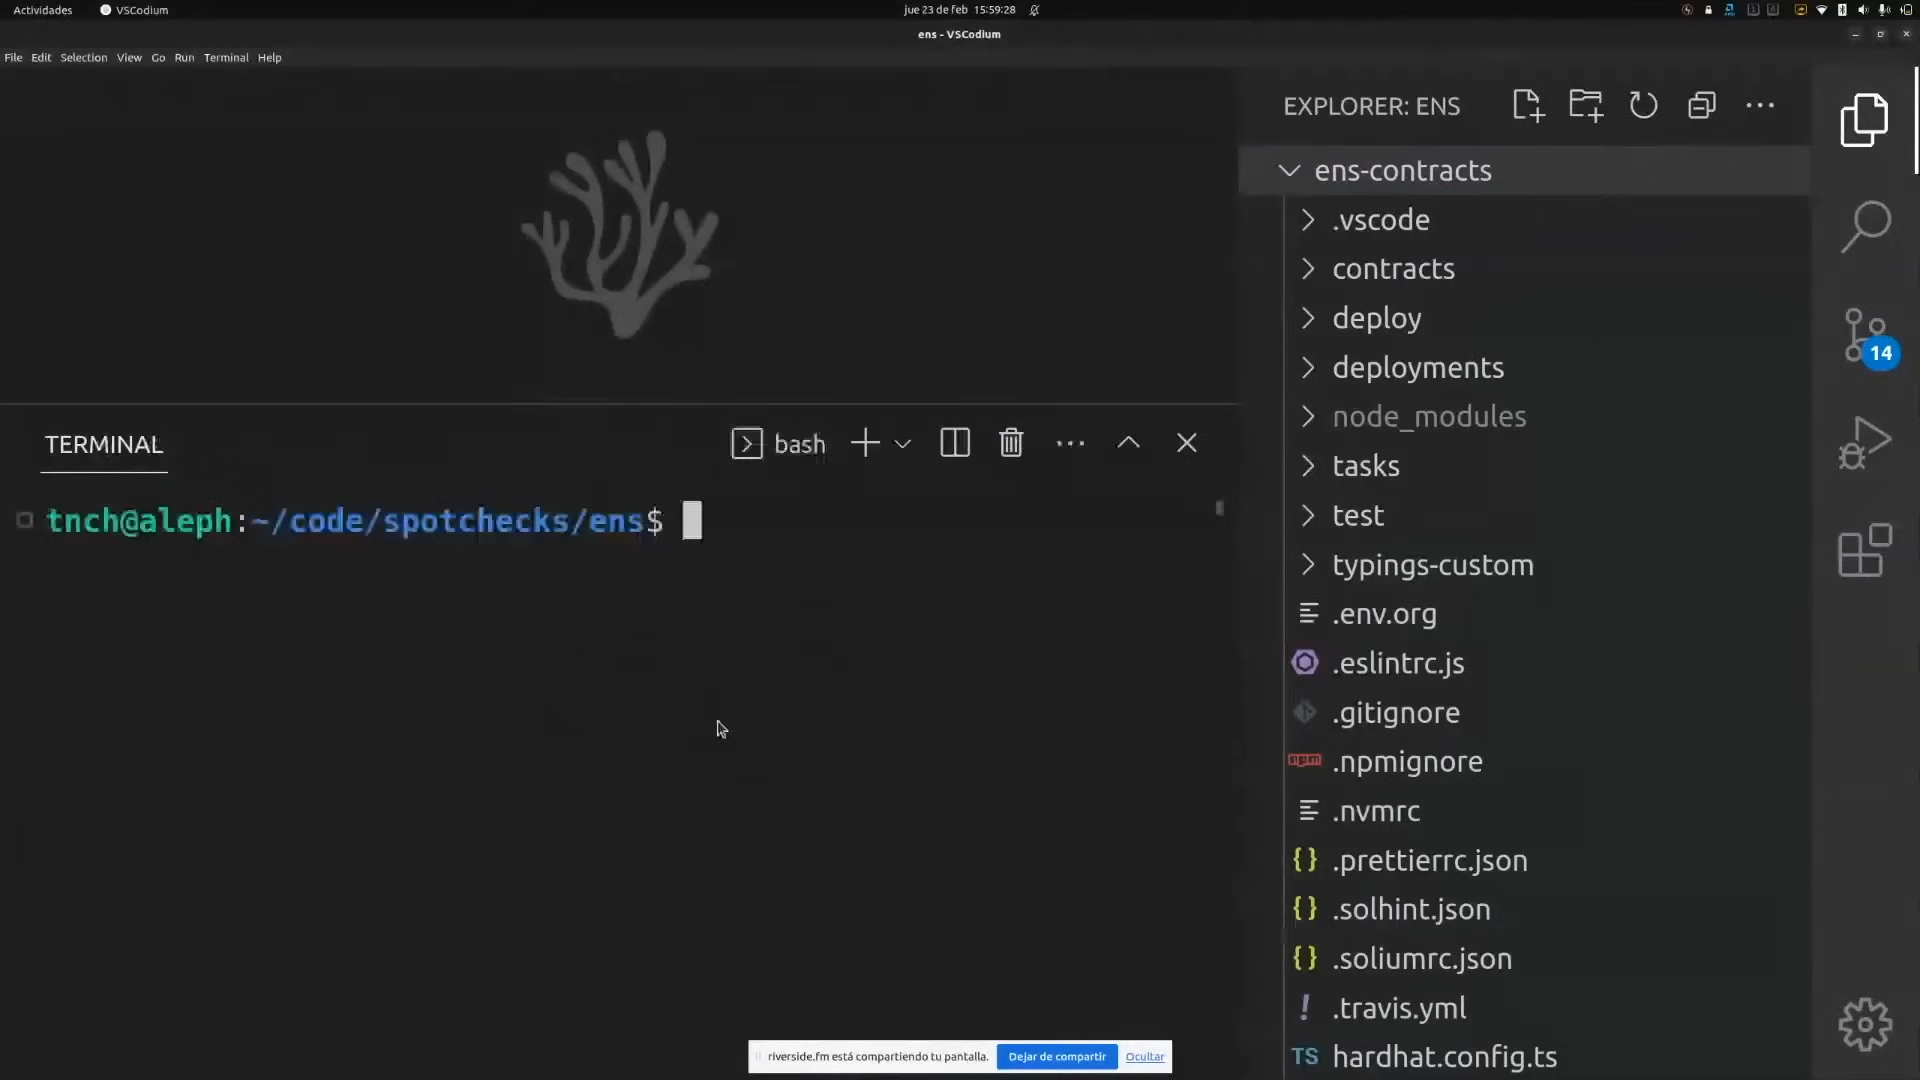 Actividades VSCodium jue 23 de feb 15:59:28
ens - VSCodium
File Edit Selection View Go Run Terminal Help
EXPLORER: ENS
ens-contracts
.vscode
contracts
deploy
deployments
node_modules
tasks
test
typings-custom
.env.org
.eslintrc.js
.gitignore
npm .npmignore
.nvmrc
{} .prettierrc.json
{} .solhint.json
{} .soliumrc.json
! .travis.yml
TS hardhat.config.ts
14
TERMINAL bash
tnch@aleph:~/code/spotchecks/ens$
riverside.fm está compartiendo tu pantalla. Dejar de compartir Ocultar